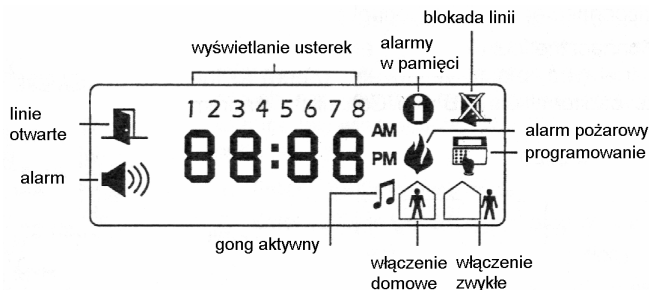 blokada linii
wyświetlanie usterek
alarmy
w pamięci
1 2 3 4 5 6 7 8
linie
otwarte
AM
88:88
PM
alarm pożarowy
programowanie
alarm
gong aktywny
włączenie
domowe
włączenie
zwykłe